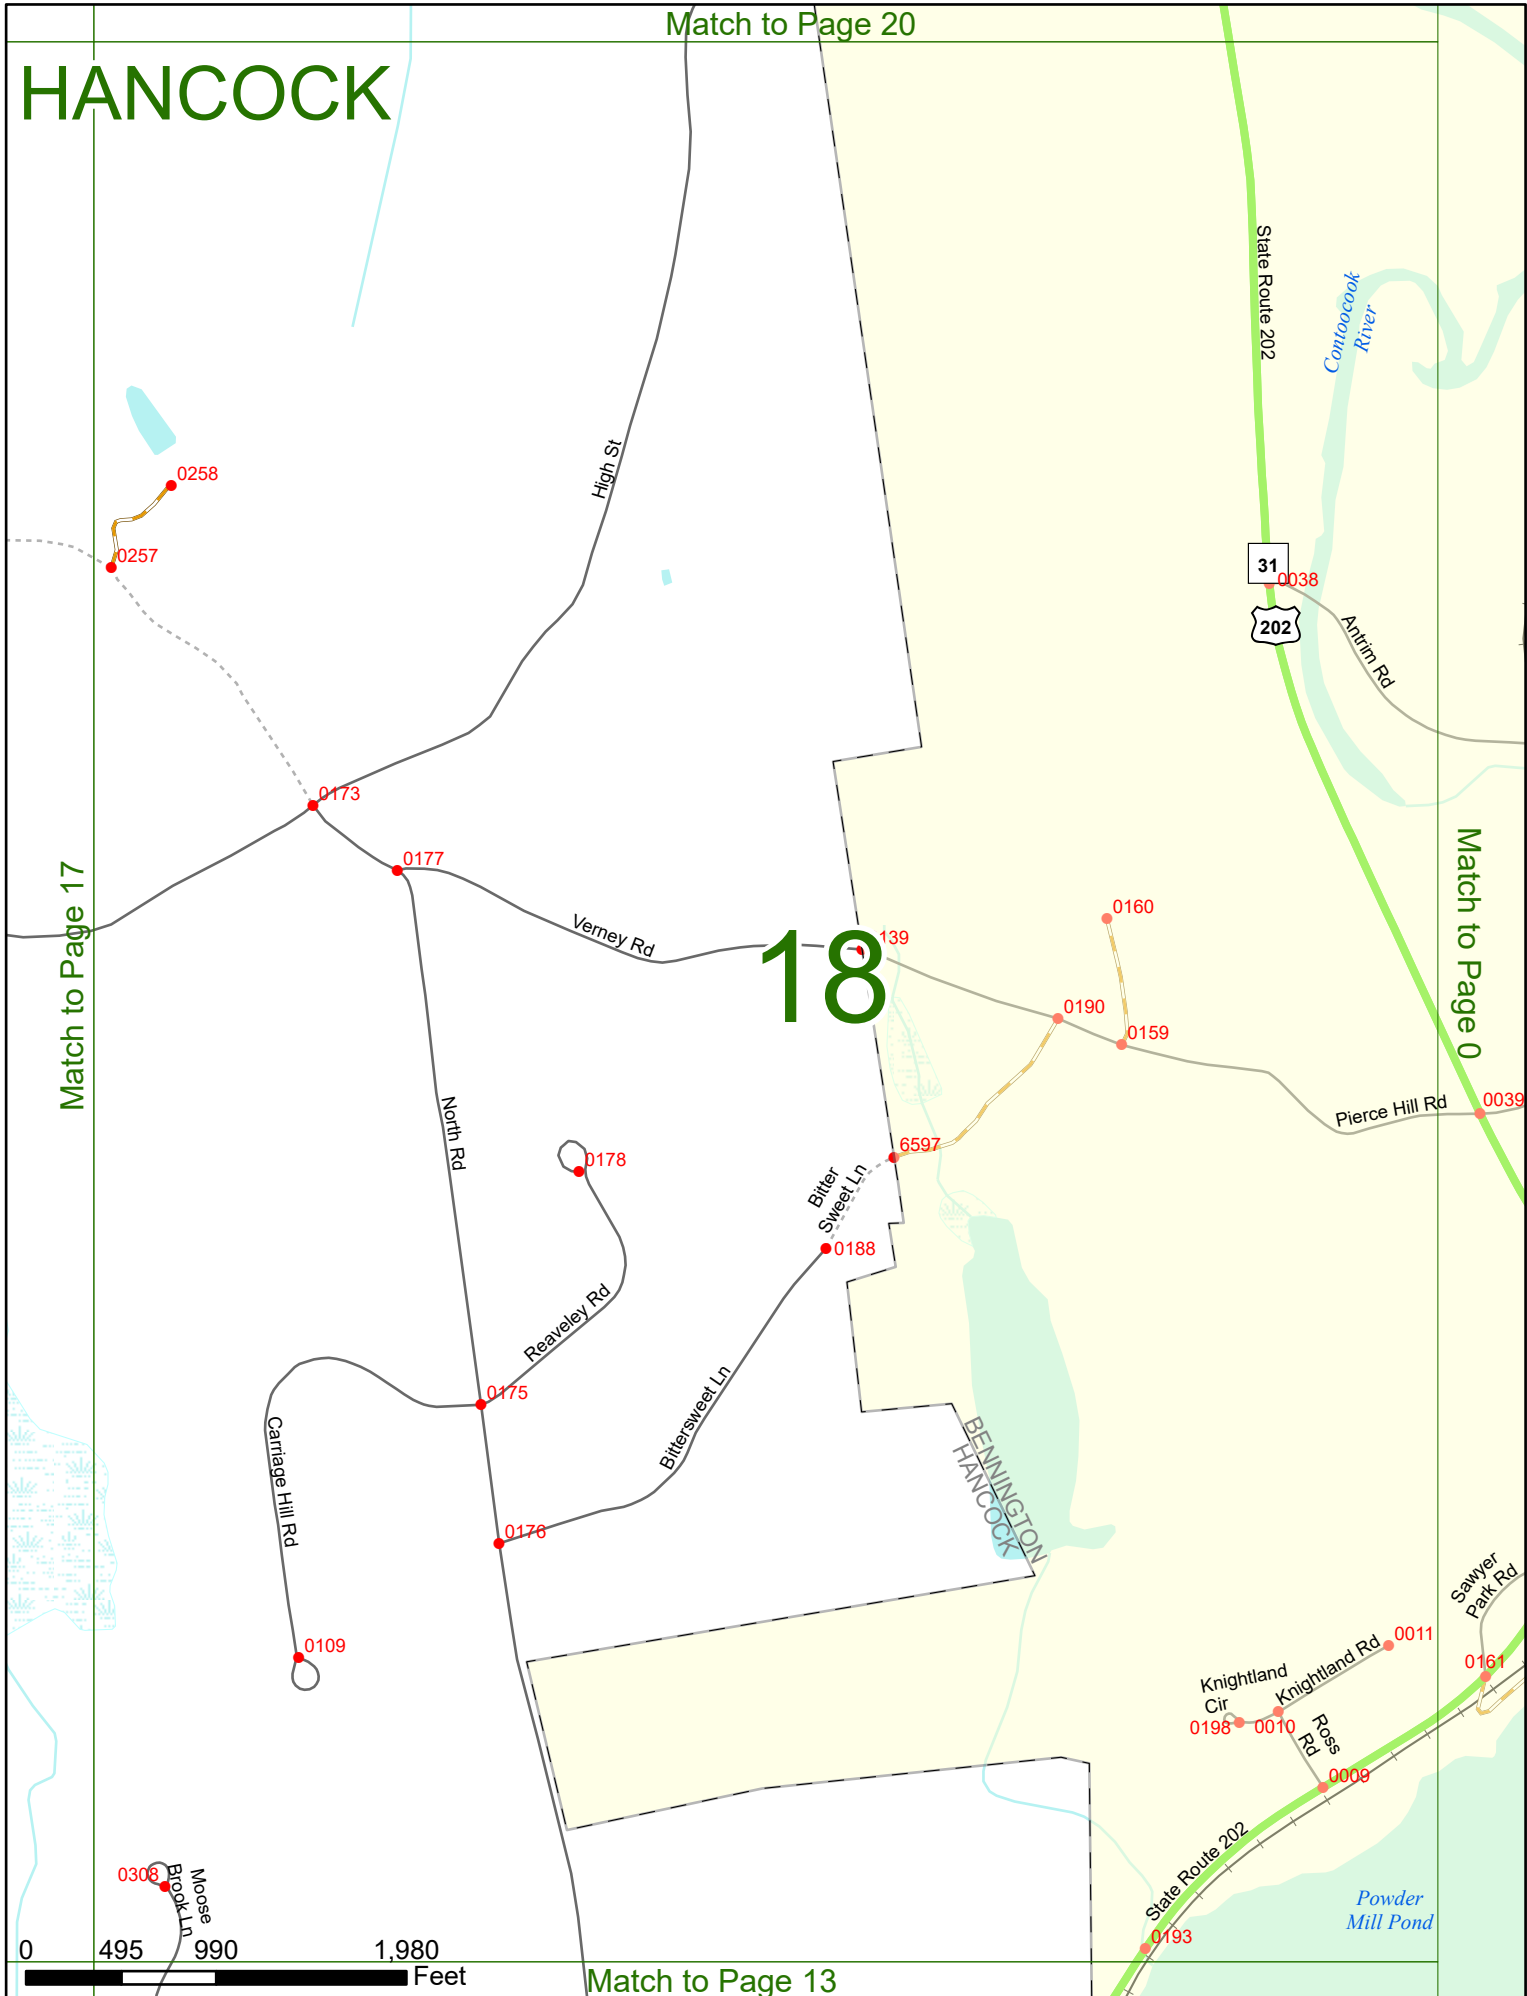 Match to Page 20
HANCOCK
State Route 202
Contoocook
River
High St
0258
0257
31
0038
202
Antrim Rd
0173
0177
Match to Page 17
Verney Rd
18
139
0160
0190
0159
Match to Page 0
Pierce Hill Rd
0039
North Rd
0178
6597
Bitter
Sweet Ln
0188
Reaveley Rd
0175
Bittersweet Ln
Carriage Hill Rd
BENNINGTON
HANCOCK
0176
0109
Sawyer
Park Rd
0011
0161
Knightland
Cir
Knightland Rd
0198
0010
Ross
Rd
0009
State Route 202
0308
Moose
Brook Ln
Powder
Mill Pond
0193
0 495 990 1,980
Feet
Match to Page 13